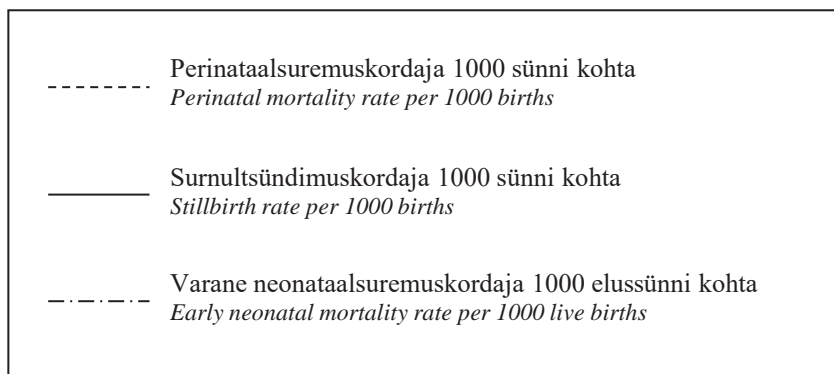 Perinataalsuremuskordaja 1000 sünni kohta
Perinatal mortality rate per 1000 births
Surnultsündimuskordaja 1000 sünni kohta
Stillbirth rate per 1000 births
Varane neonataalsuremuskordaja 1000 elussünni kohta
Early neonatal mortality rate per 1000 live births